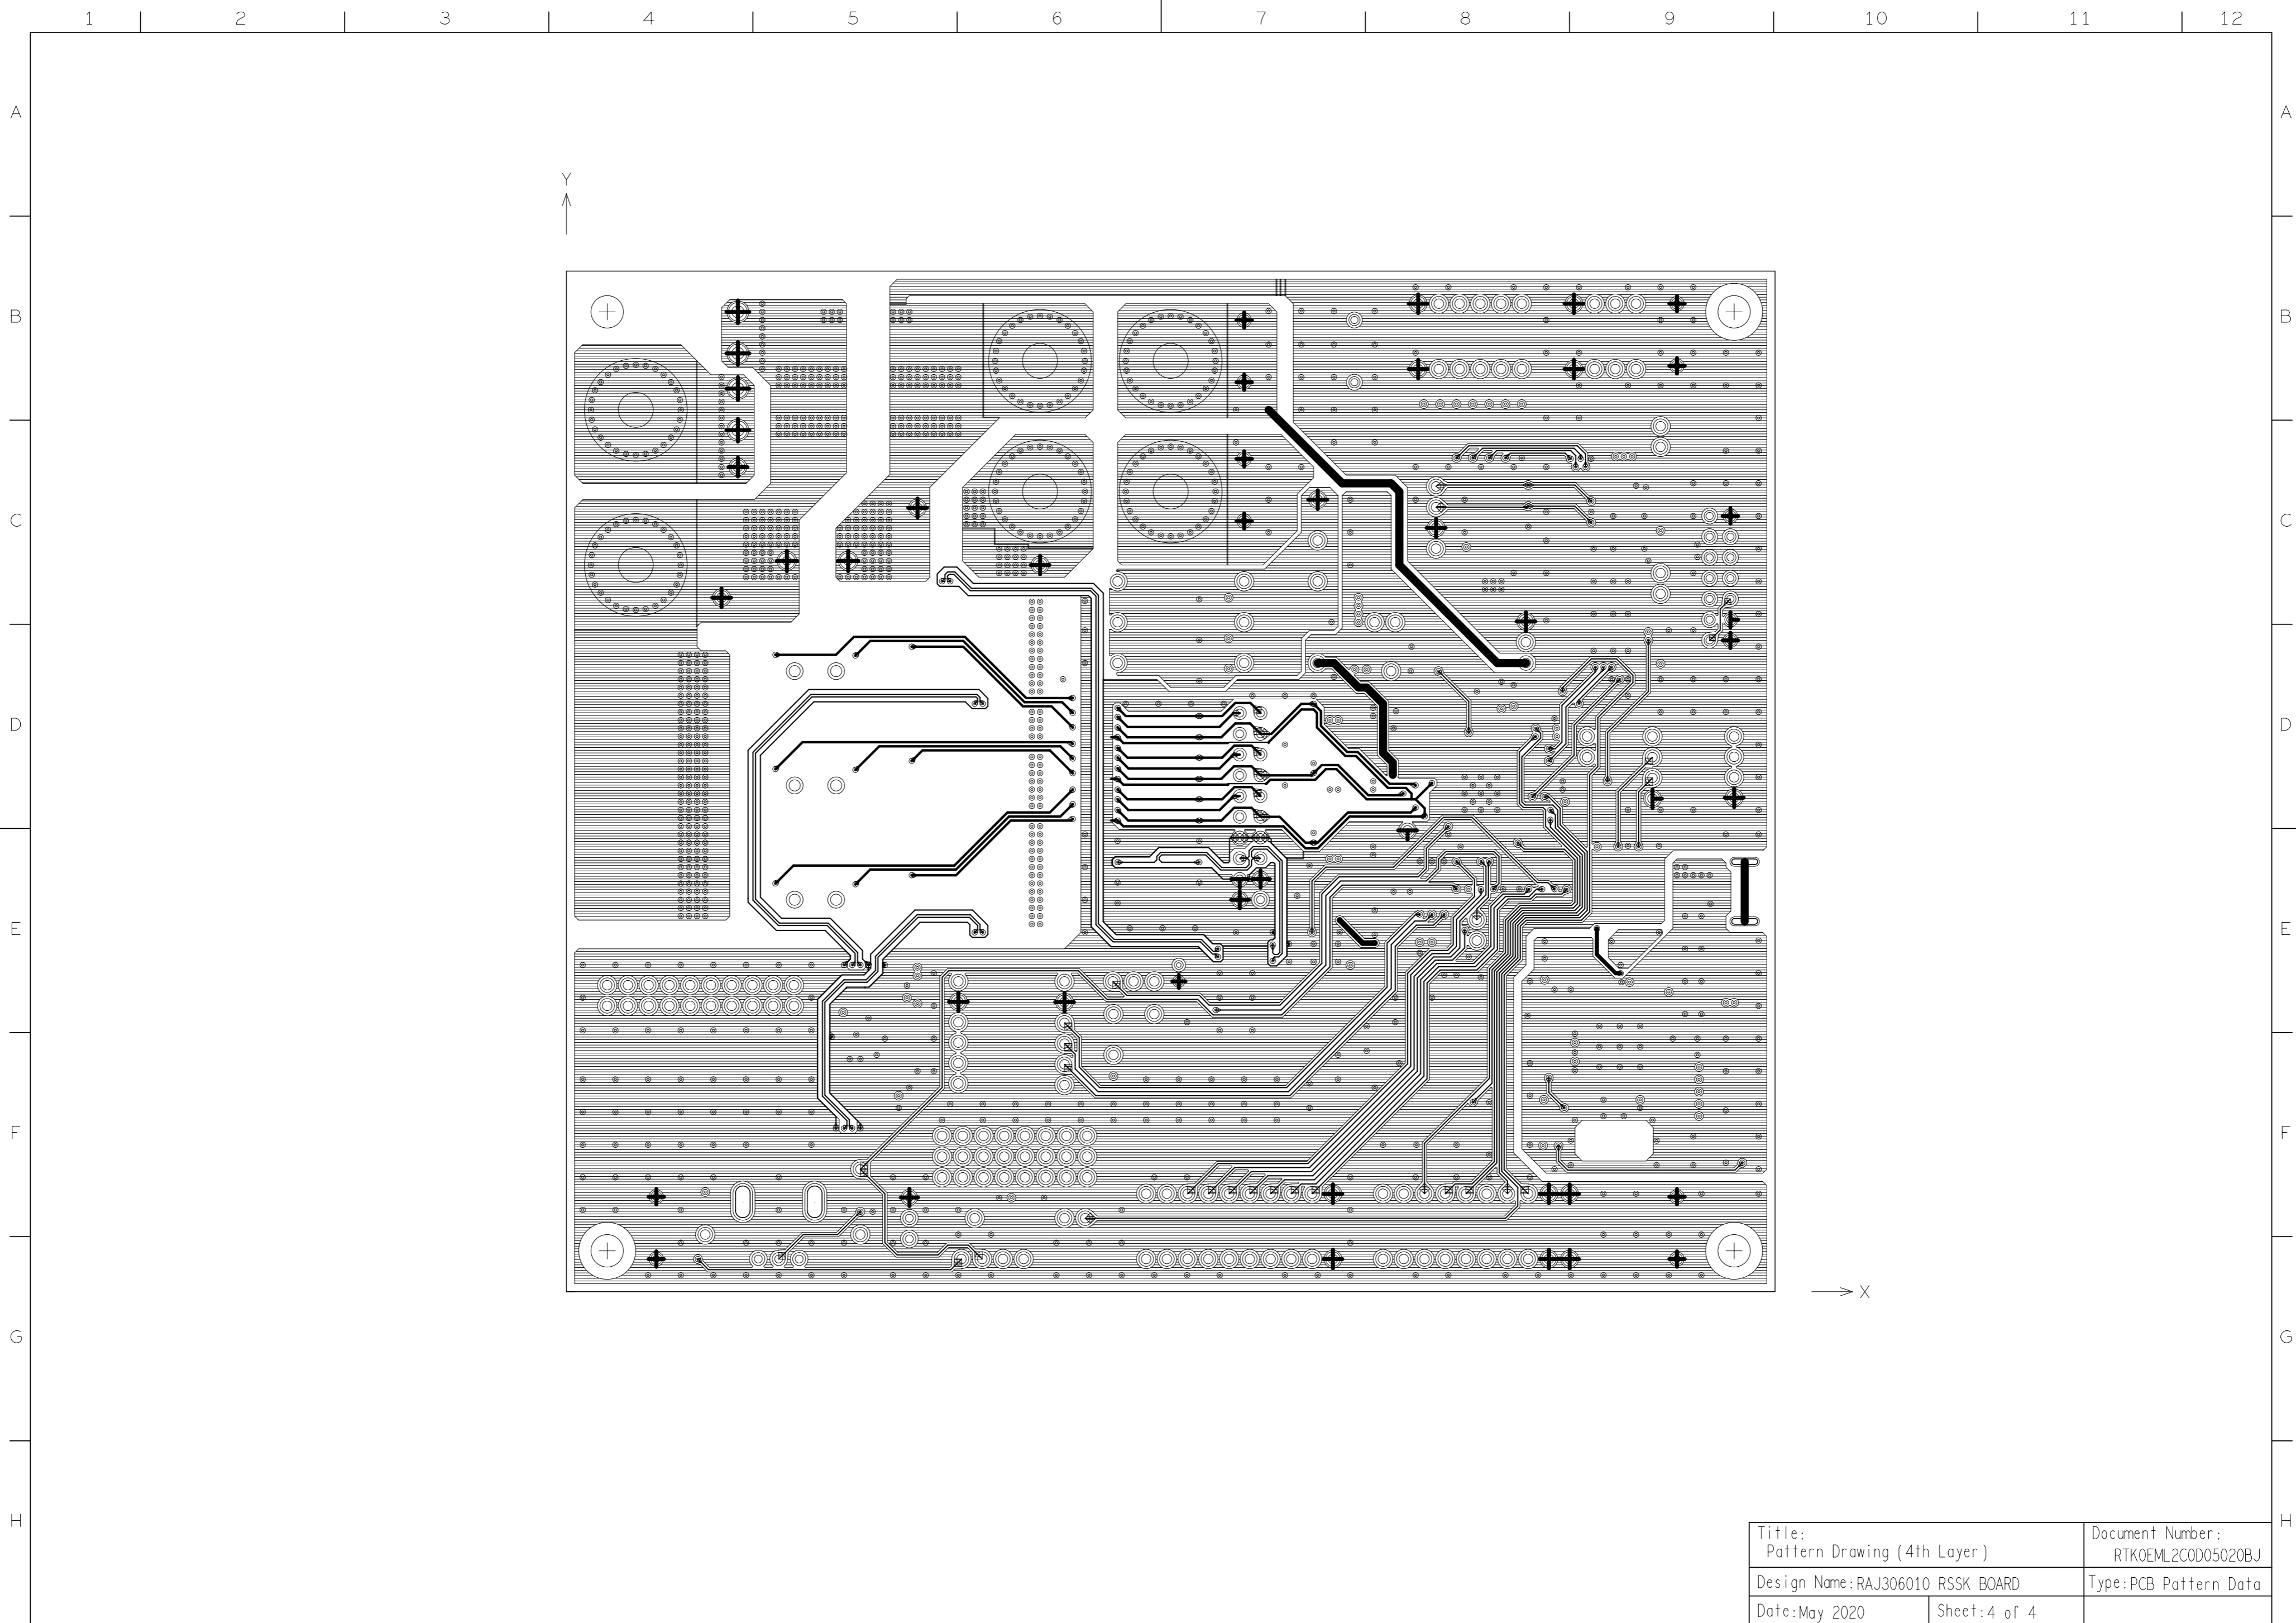 1 2 3 4 5 6 7 8 9 10 11 12
A A
Y
B B
C C
D D
E E
F F
X
G G
H H
Title: Document Number:
Pattern Drawing (4th Layer) RTK0EML2C0D05020BJ
Design Name: RAJ306010 RSSK BOARD Type: PCB Pattern Data
Date: May 2020 Sheet: 4 of 4